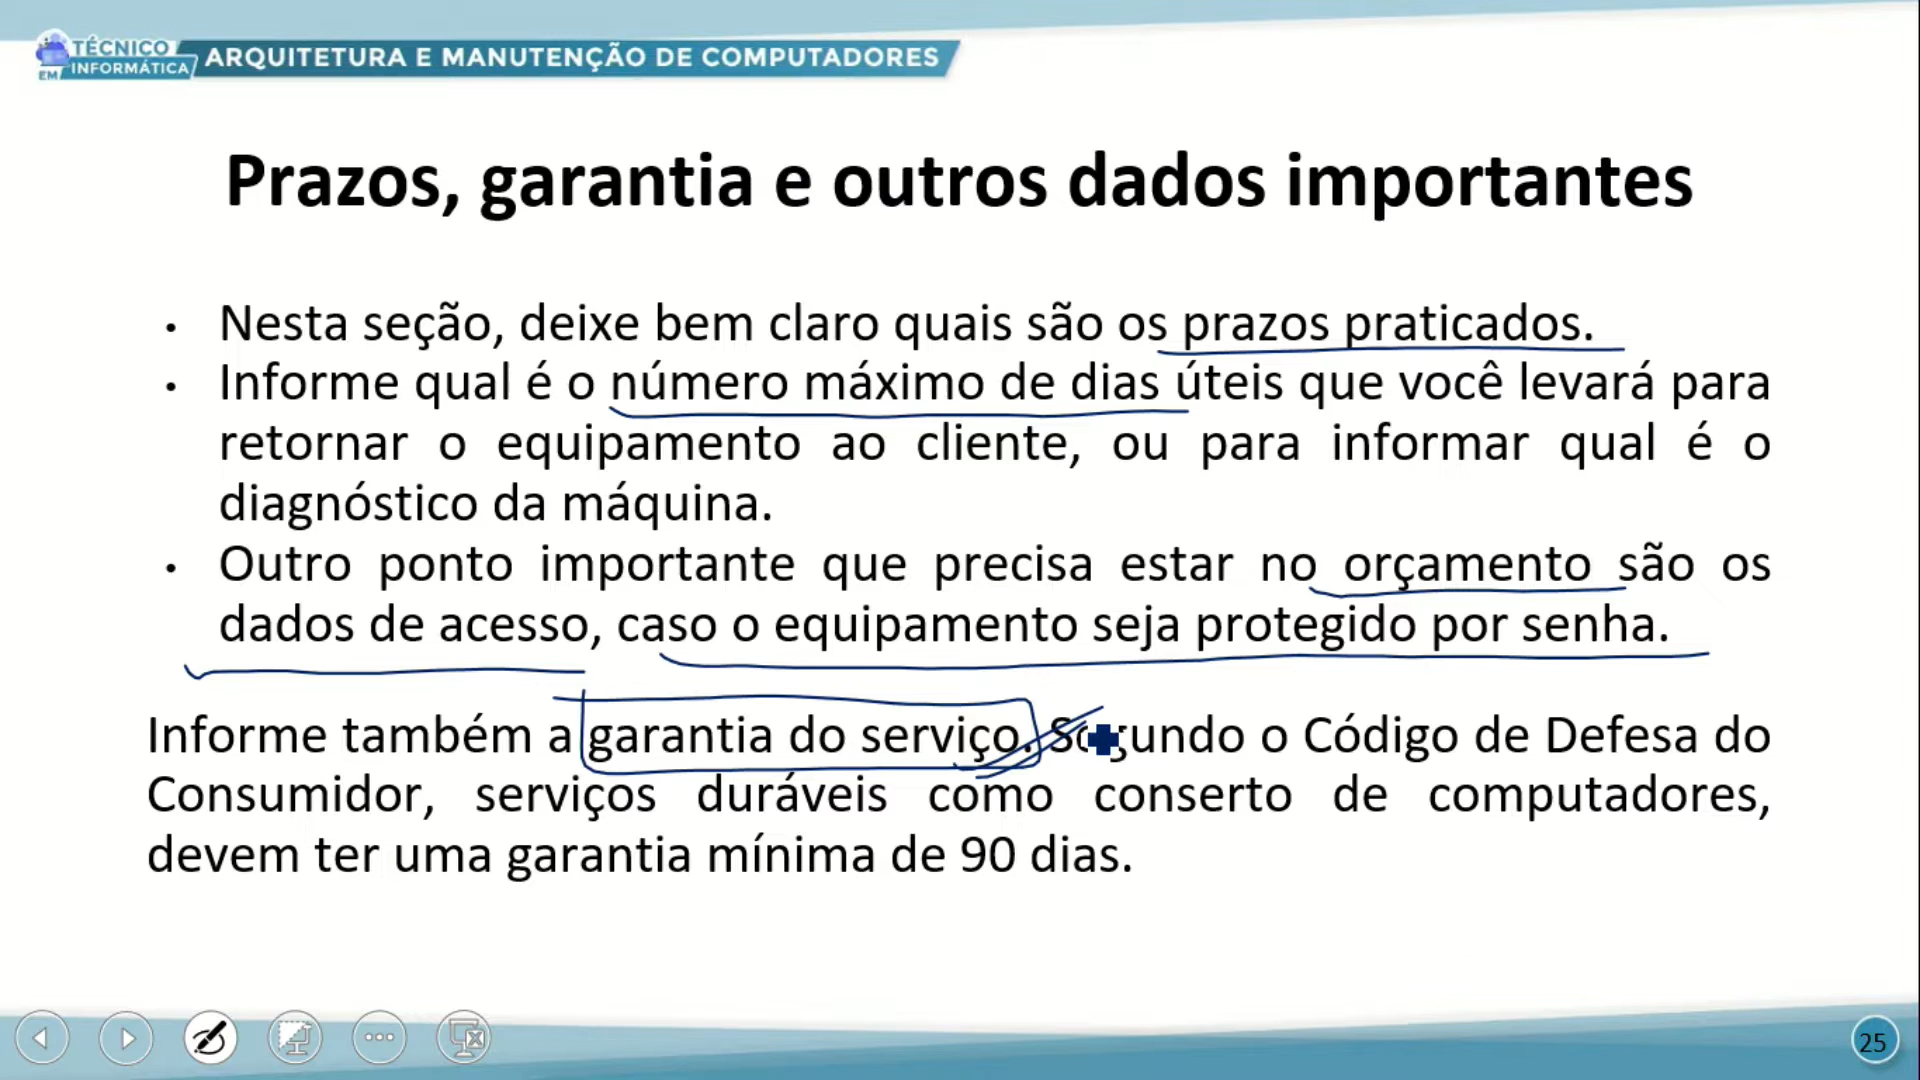 TÉCNICO
EM INFORMÁTICA
ARQUITETURA E MANUTENÇÃO DE COMPUTADORES
Prazos, garantia e outros dados importantes
• Nesta seção, deixe bem claro quais são os prazos praticados.
• Informe qual é o número máximo de dias úteis que você levará para
retornar o equipamento ao cliente, ou para informar qual é o
diagnóstico da máquina.
• Outro ponto importante que precisa estar no orçamento são os
dados de acesso, caso o equipamento seja protegido por senha.
Informe também a garantia do serviço. Segundo o Código de Defesa do
Consumidor, serviços duráveis como conserto de computadores,
devem ter uma garantia mínima de 90 dias.
25